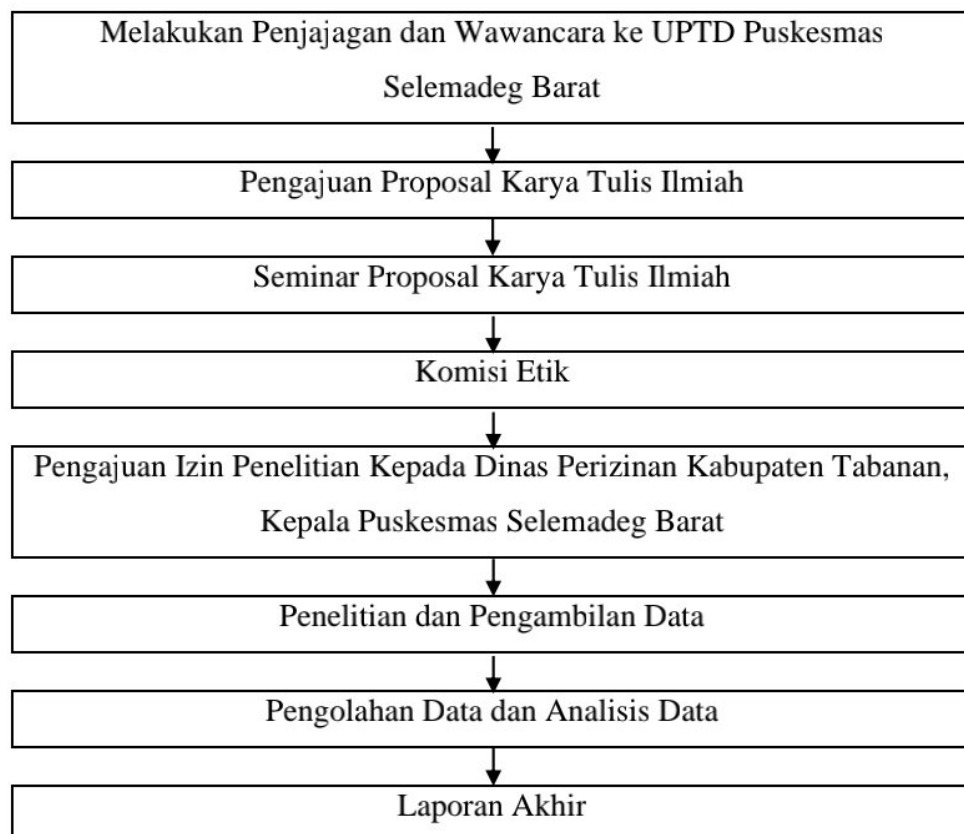 Melakukan Penjajagan dan Wawancara ke UPTD Puskesmas
Selemadeg Barat
Pengajuan Proposal Karya Tulis Ilmiah
Seminar Proposal Karya Tulis Ilmiah
Komisi Etik
Pengajuan Izin Penelitian Kepada Dinas Perizinan Kabupaten Tabanan,
Kepala Puskesmas Selemadeg Barat
Penelitian dan Pengambilan Data
Pengolahan Data dan Analisis Data
Laporan Akhir